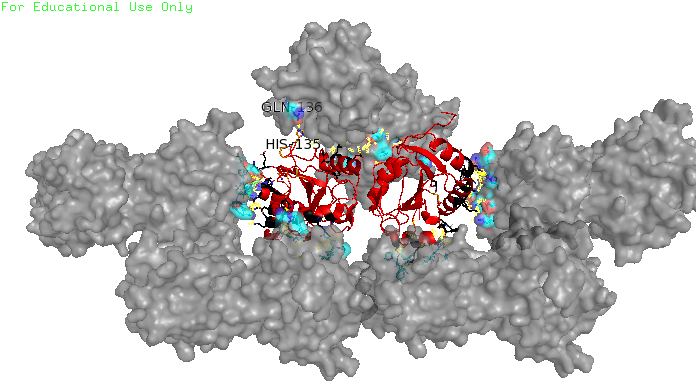 For Educational Use Only
GLN-136
HIS-135